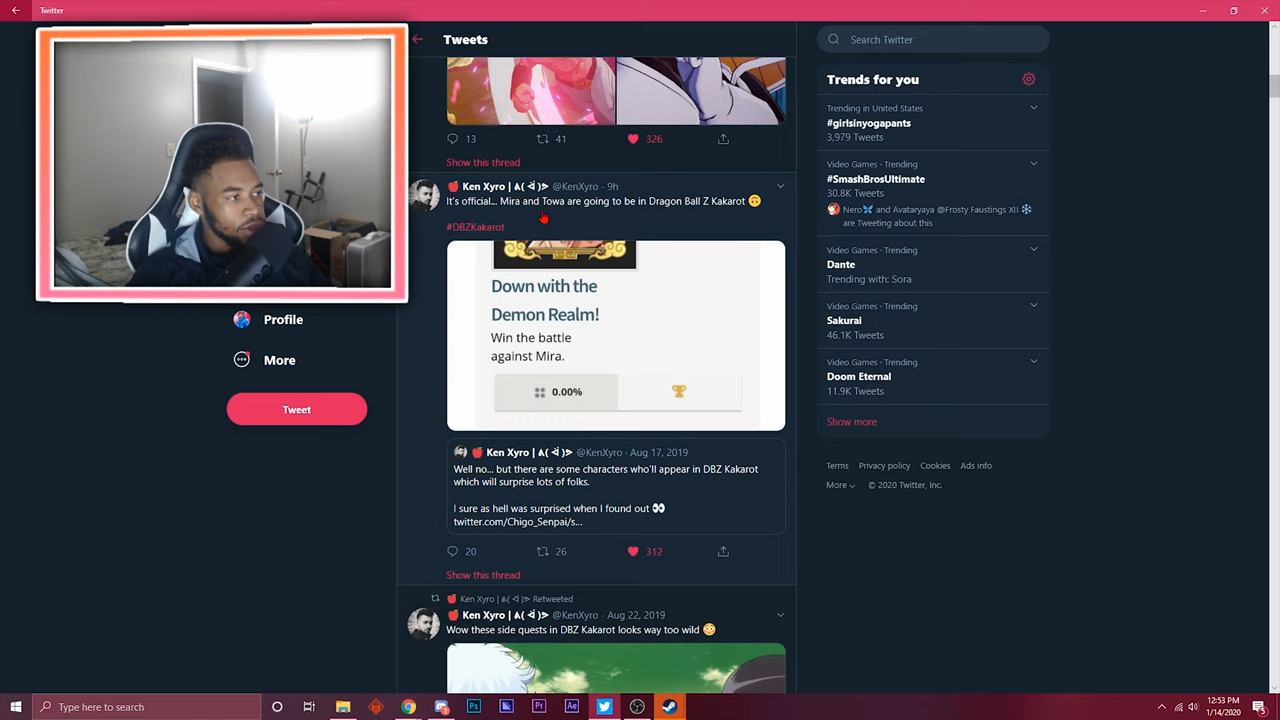 Twitter
Tweets
Search Twitter
13 41 326
Show this thread
Ken Xyro | @KenXyro · 9h
It's official... Mira and Towa are going to be in Dragon Ball Z Kakarot 🙃
#DBZKakarot
Down with the
Demon Realm!
Win the battle
against Mira.
0.00%
Ken Xyro | @KenXyro · Aug 17, 2019
Well no... but there are some characters who'll appear in DBZ Kakarot
which will surprise lots of folks.
I sure as hell was surprised when I found out 👀
twitter.com/Chigo_Senpai/s...
20 26 312
Show this thread
Ken Xyro | Retweeted
Ken Xyro | @KenXyro · Aug 22, 2019
Wow these side quests in DBZ Kakarot looks way too wild 😳
Profile
More
Tweet
Trends for you
Trending in United States
#girlsinyogapants
3,979 Tweets
Video Games · Trending
#SmashBrosUltimate
30.8K Tweets
Nero🦋 and Avataryaya @Frosty Faustings XII ❄
are Tweeting about this
Video Games · Trending
Dante
Trending with: Sora
Video Games · Trending
Sakurai
46.1K Tweets
Video Games · Trending
Doom Eternal
11.9K Tweets
Show more
Terms Privacy policy Cookies Ads info
More © 2020 Twitter, Inc.
Type here to search
Ps Pr Ae
12:53 PM
1/14/2020
5